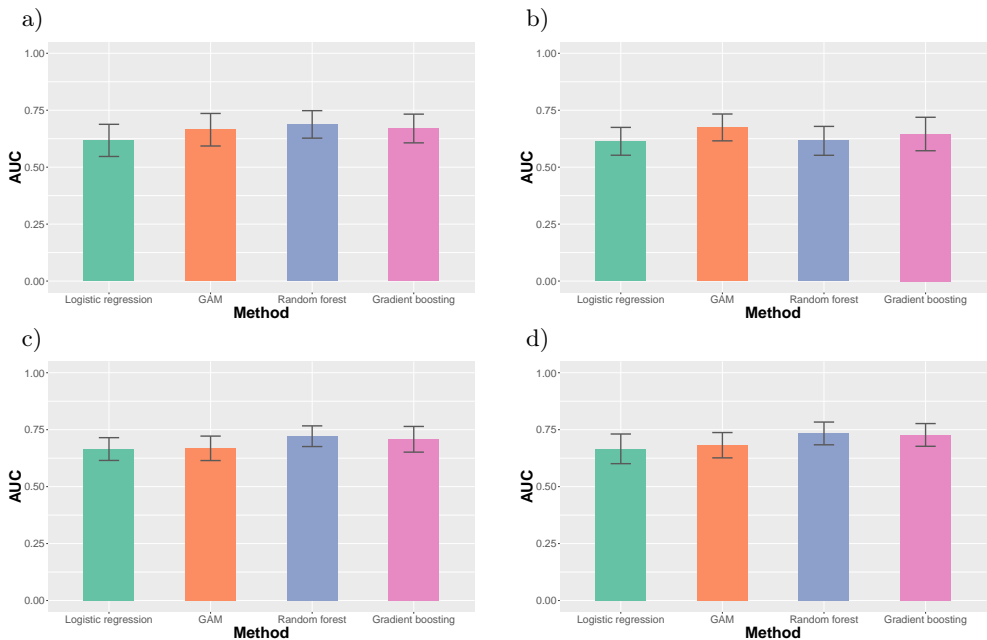 a)
1.00
0.75
0.50
0.25
0.00
AUC
Logistic regression GAM Random forest Gradient boosting
Method
b)
1.00
0.75
0.50
0.25
0.00
AUC
Logistic regression GAM Random forest Gradient boosting
Method
c)
1.00
0.75
0.50
0.25
0.00
AUC
Logistic regression GAM Random forest Gradient boosting
Method
d)
1.00
0.75
0.50
0.25
0.00
AUC
Logistic regression GAM Random forest Gradient boosting
Method